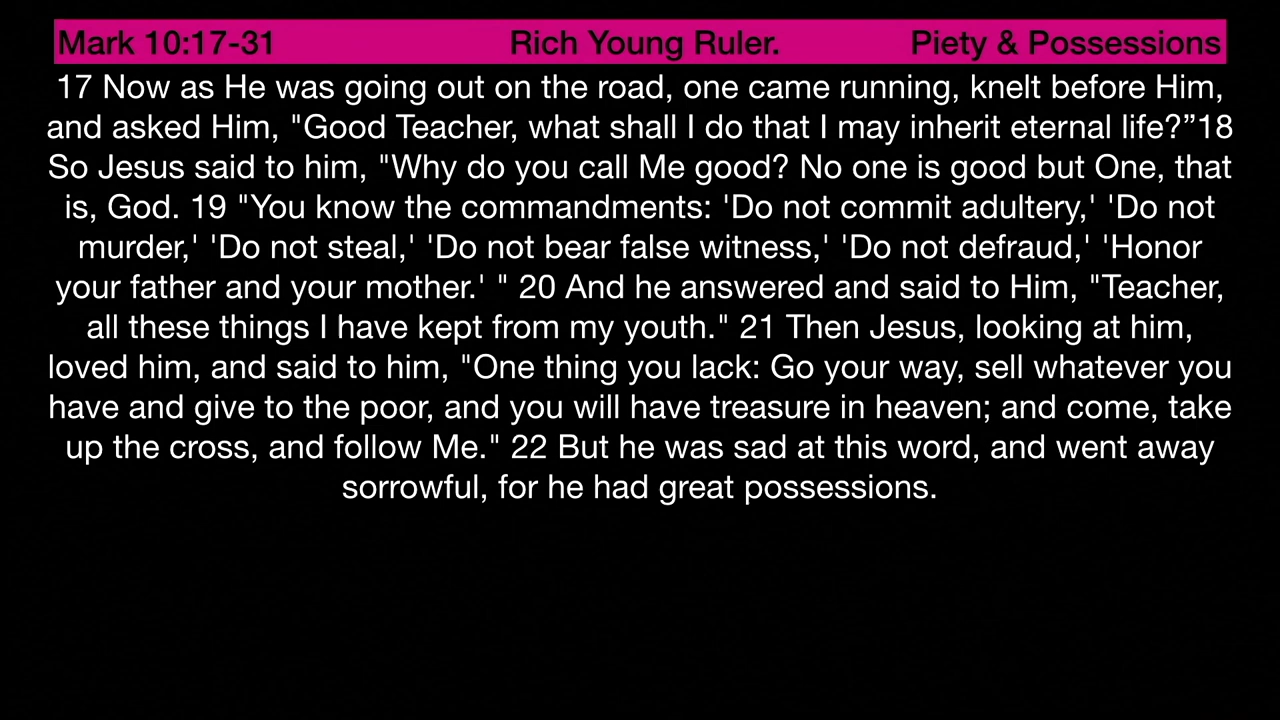 Mark 10:17-31 Rich Young Ruler. Piety & Possessions
17 Now as He was going out on the road, one came running, knelt before Him,
and asked Him, "Good Teacher, what shall I do that I may inherit eternal life?”18
So Jesus said to him, "Why do you call Me good? No one is good but One, that
is, God. 19 "You know the commandments: 'Do not commit adultery,' 'Do not
murder,' 'Do not steal,' 'Do not bear false witness,' 'Do not defraud,' 'Honor
your father and your mother.' " 20 And he answered and said to Him, "Teacher,
all these things I have kept from my youth." 21 Then Jesus, looking at him,
loved him, and said to him, "One thing you lack: Go your way, sell whatever you
have and give to the poor, and you will have treasure in heaven; and come, take
up the cross, and follow Me." 22 But he was sad at this word, and went away
sorrowful, for he had great possessions.